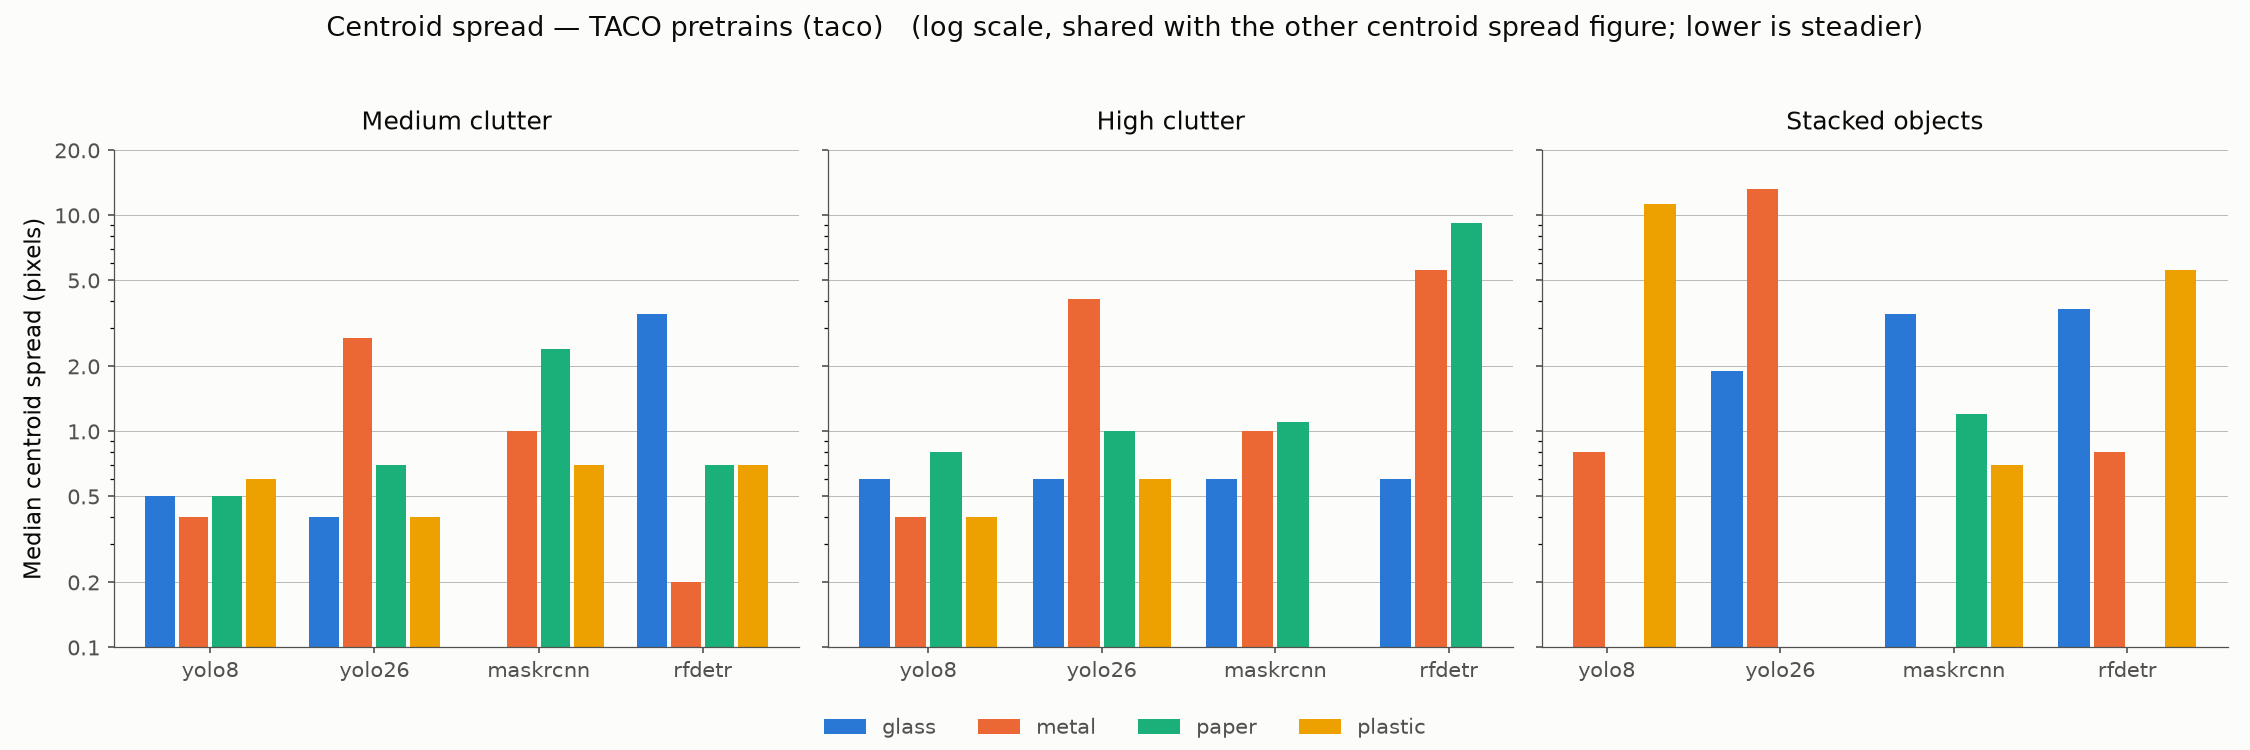 Centroid spread — TACO pretrains (taco)   (log scale, shared with the other centroid spread figure; lower is steadier)
Medium clutter
High clutter
Stacked objects
Median centroid spread (pixels)
20.0
10.0
5.0
2.0
1.0
0.5
0.2
0.1
yolo8 yolo26 maskrcnn rfdetr
yolo8 yolo26 maskrcnn rfdetr
yolo8 yolo26 maskrcnn rfdetr
glass metal paper plastic